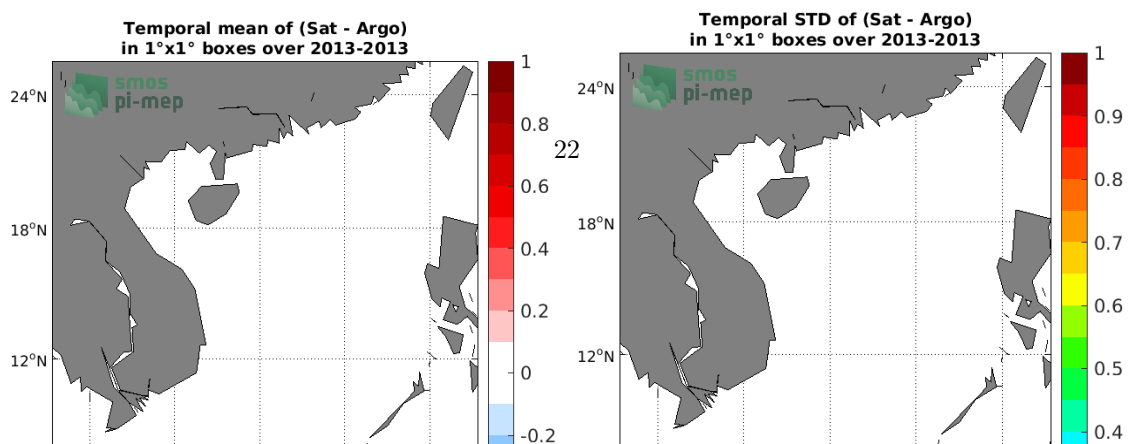 Temporal mean of (Sat - Argo)
in 1°x1° boxes over 2013-2013
smos
pi-mep
24°N
18°N
12°N
1
0.8
0.6
0.4
0.2
0
-0.2
22
Temporal STD of (Sat - Argo)
in 1°x1° boxes over 2013-2013
smos
pi-mep
24°N
18°N
12°N
1
0.9
0.8
0.7
0.6
0.5
0.4